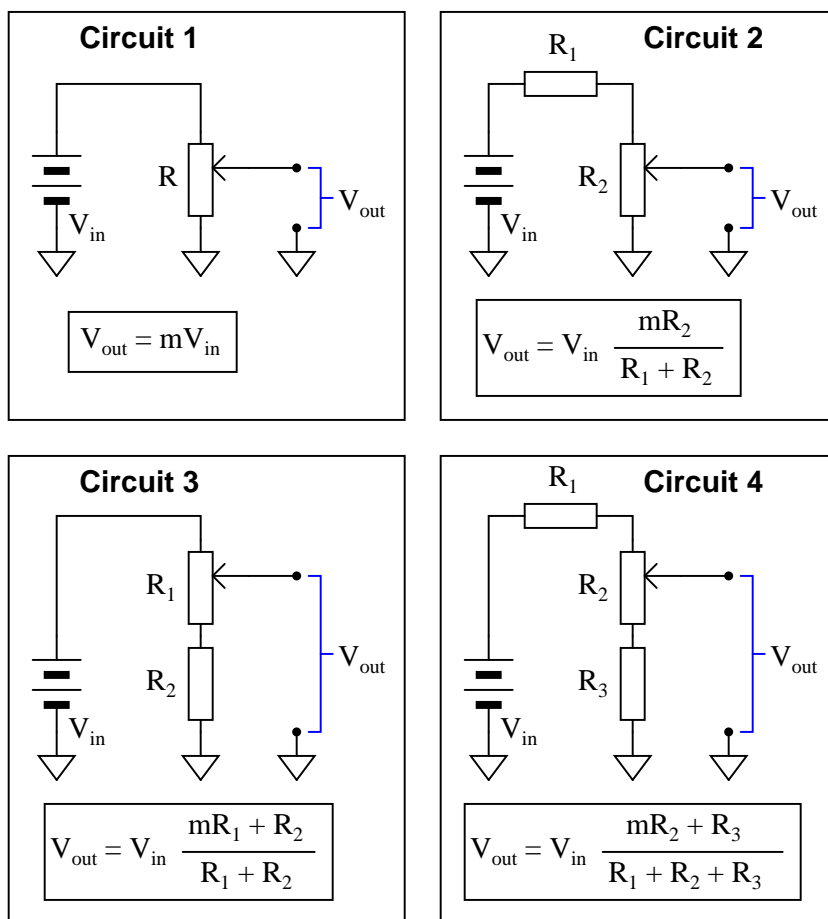 Circuit 1
R
V_in
V_out
V_out = mV_in
Circuit 2
R_1
R_2
V_in
V_out
V_out = V_in mR_2 / (R_1 + R_2)
Circuit 3
R_1
R_2
V_in
V_out
V_out = V_in (mR_1 + R_2) / (R_1 + R_2)
Circuit 4
R_1
R_2
R_3
V_in
V_out
V_out = V_in (mR_2 + R_3) / (R_1 + R_2 + R_3)